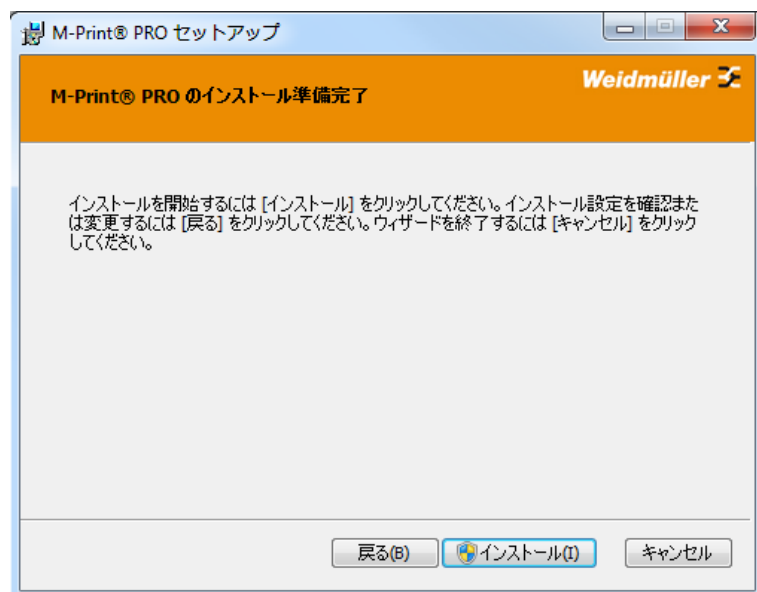 M-Print® PRO セットアップ
Weidmüller
M-Print® PRO のインストール準備完了
インストールを開始するには [インストール] をクリックしてください。インストール設定を確認また
は変更するには [戻る] をクリックしてください。ウィザードを終了するには [キャンセル] をクリック
してください。
戻る(B) インストール(I) キャンセル